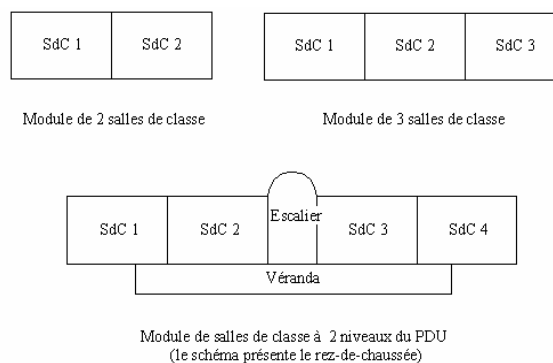 SdC 1 SdC 2
SdC 1 SdC 2 SdC 3
Module de 2 salles de classe
Module de 3 salles de classe
Escalier
SdC 1 SdC 2 SdC 3 SdC 4
Véranda
Module de salles de classe à 2 niveaux du PDU
(le schéma présente le rez-de-chaussée)